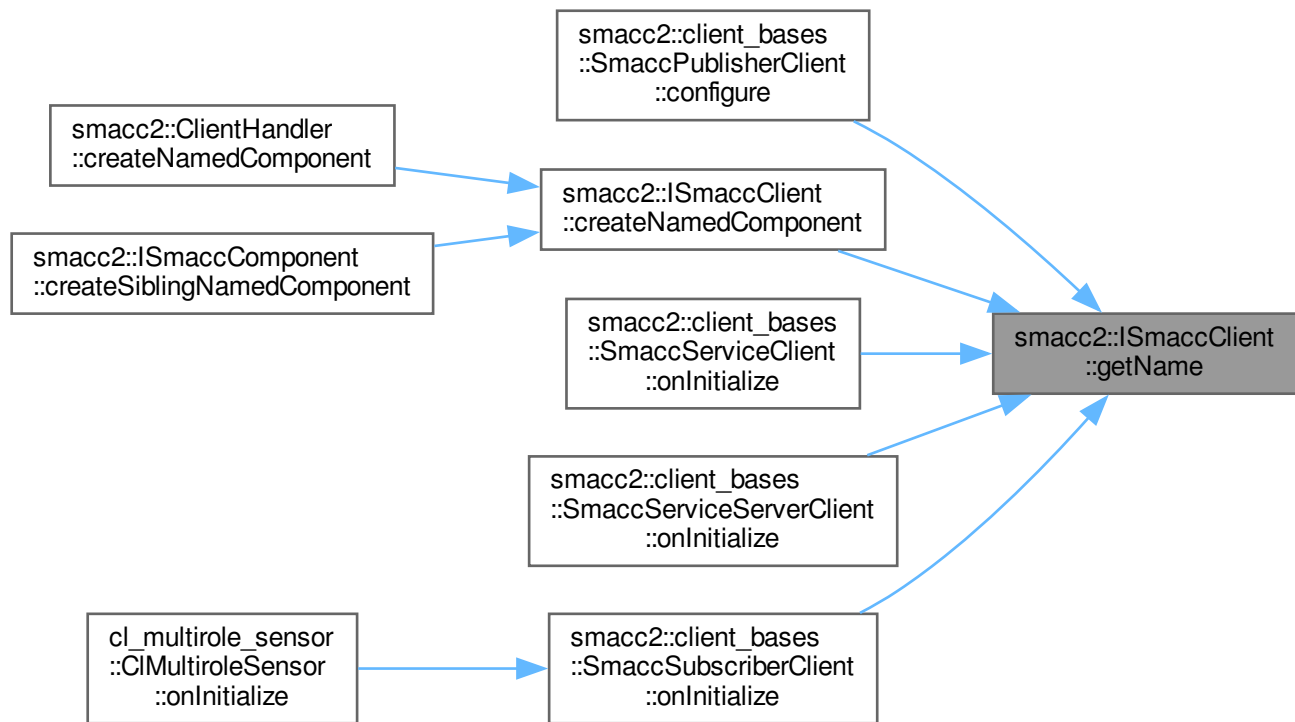 smacc2::client_bases
::SmaccPublisherClient
::configure
smacc2::ClientHandler
::createNamedComponent
smacc2::ISmaccClient
::createNamedComponent
smacc2::ISmaccComponent
::createSiblingNamedComponent
smacc2::client_bases
::SmaccServiceClient
::onInitialize
smacc2::ISmaccClient
::getName
smacc2::client_bases
::SmaccServiceServerClient
::onInitialize
cl_multirole_sensor
::ClMultiroleSensor
::onInitialize
smacc2::client_bases
::SmaccSubscriberClient
::onInitialize